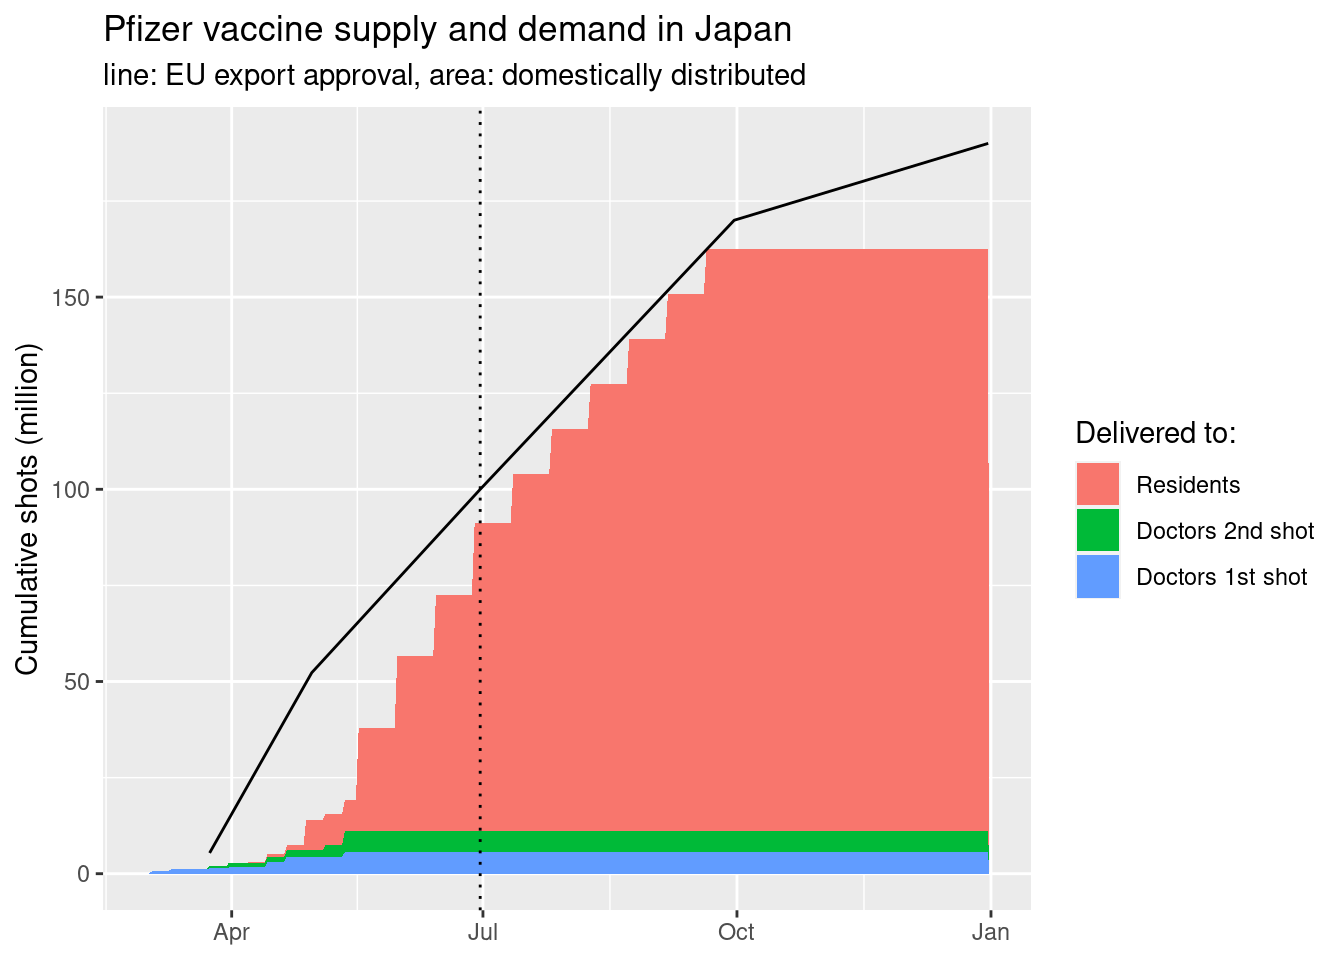 Pfizer vaccine supply and demand in Japan
line: EU export approval, area: domestically distributed
Cumulative shots (million)
150
100
50
0
Apr
Jul
Oct
Jan
Delivered to:
Residents
Doctors 2nd shot
Doctors 1st shot